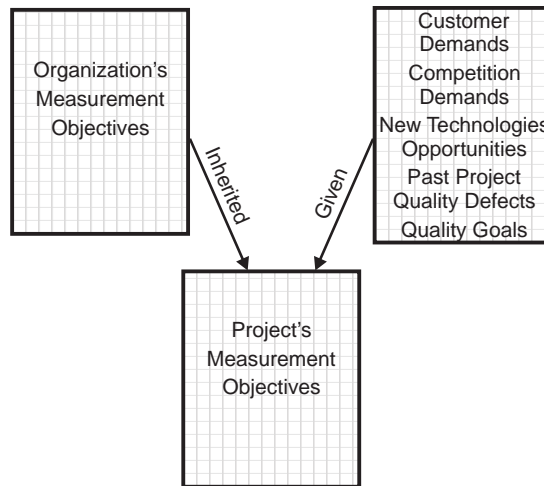 Organization's
Measurement
Objectives
Customer
Demands
Competition
Demands
New Technologies
Opportunities
Past Project
Quality Defects
Quality Goals
Inherited
Given
Project's
Measurement
Objectives